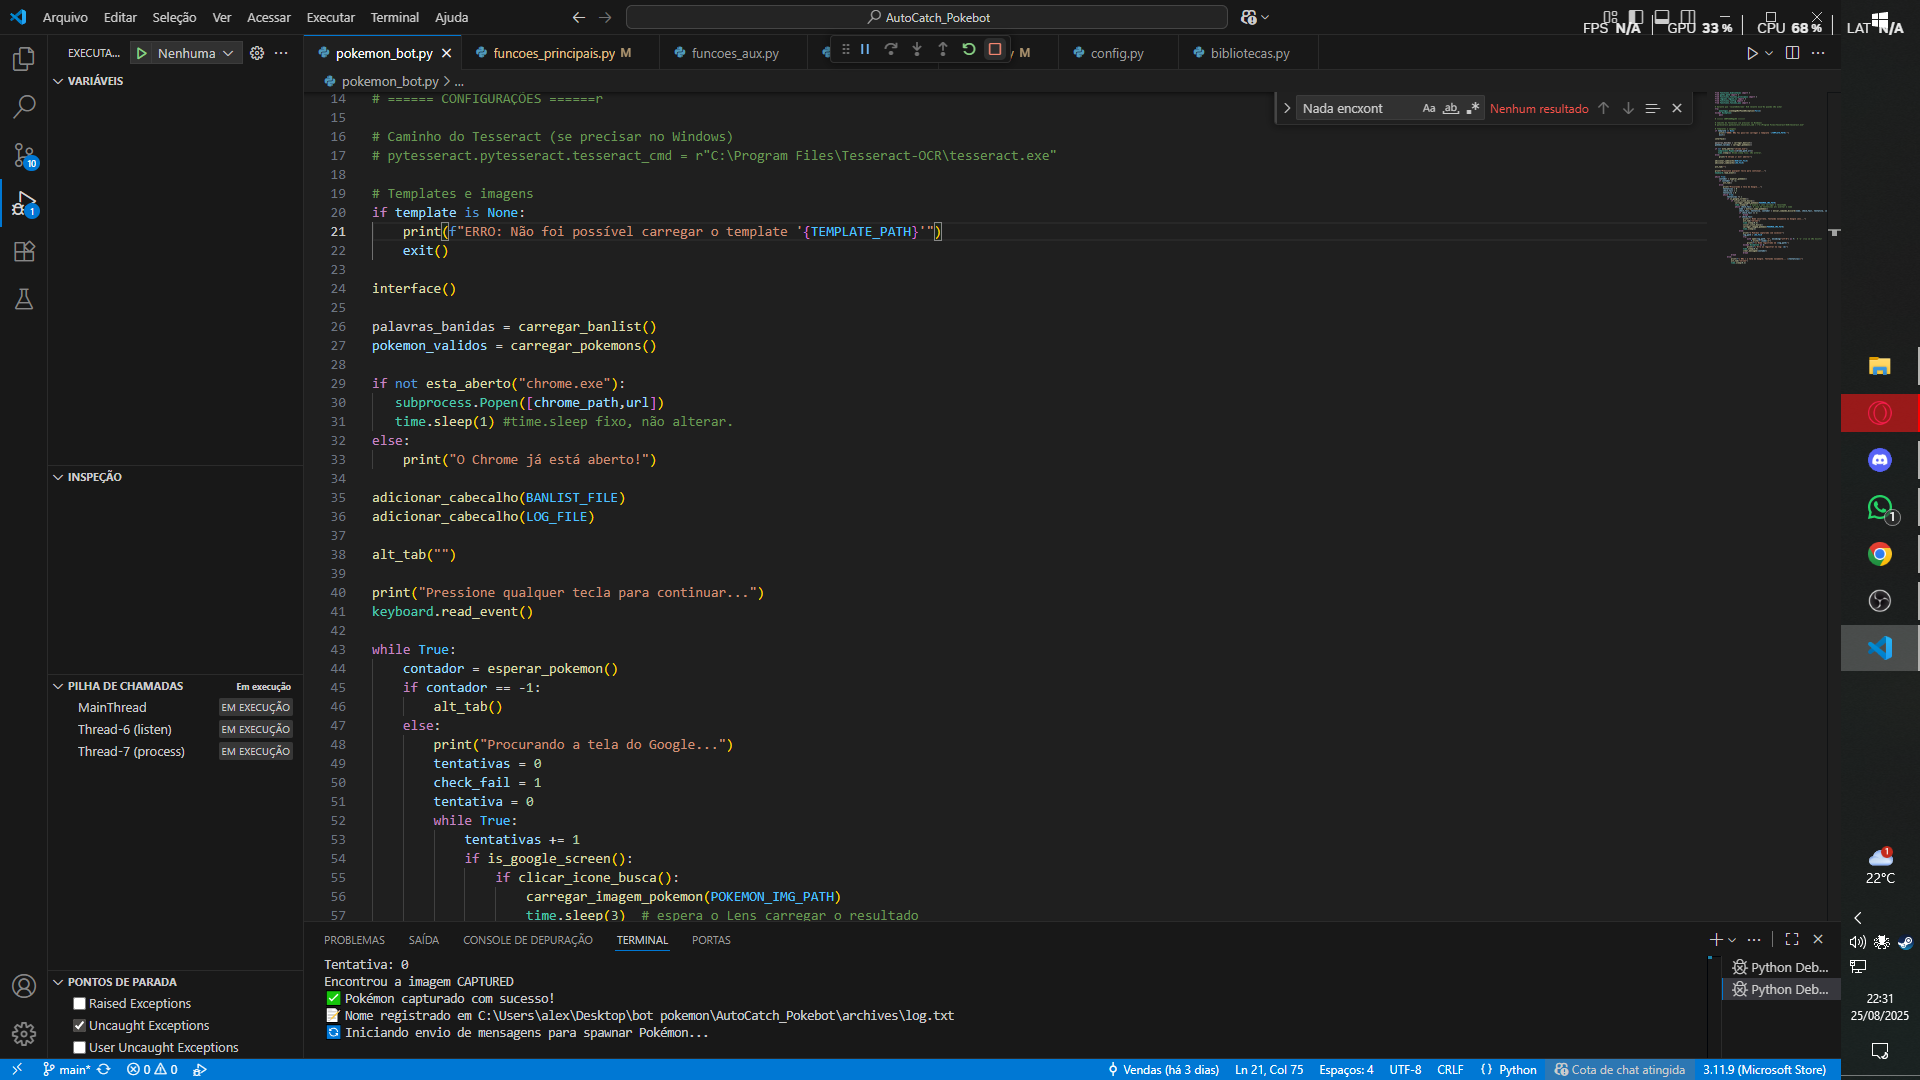 Arquivo Editar Seleção Ver Acessar Executar Terminal Ajuda
AutoCatch_Pokebot
FPS N/A GPU 33 % CPU 68 % LAT N/A
EXECUTA... Nenhuma
pokemon_bot.py funcoes_principais.py M funcoes_aux.py M config.py bibliotecas.py
pokemon_bot.py > ...
VARIÁVEIS
Nada encxont Aa ab .* Nenhum resultado
14 # ====== CONFIGURAÇÕES ======r
15
16 # Caminho do Tesseract (se precisar no Windows)
17 # pytesseract.pytesseract.tesseract_cmd = r"C:\Program Files\Tesseract-OCR\tesseract.exe"
18
19 # Templates e imagens
20 if template is None:
21 print(f"ERRO: Não foi possível carregar o template '{TEMPLATE_PATH}'")
22 exit()
23
24 interface()
25
26 palavras_banidas = carregar_banlist()
27 pokemon_validos = carregar_pokemons()
28
29 if not esta_aberto("chrome.exe"):
30 subprocess.Popen([chrome_path,url])
31 time.sleep(1) #time.sleep fixo, não alterar.
32 else:
33 print("O Chrome já está aberto!")
34
35 adicionar_cabecalho(BANLIST_FILE)
36 adicionar_cabecalho(LOG_FILE)
37
38 alt_tab("")
39
40 print("Pressione qualquer tecla para continuar...")
41 keyboard.read_event()
42
43 while True:
44 contador = esperar_pokemon()
45 if contador == -1:
46 alt_tab()
47 else:
48 print("Procurando a tela do Google...")
49 tentativas = 0
50 check_fail = 1
51 tentativa = 0
52 while True:
53 tentativas += 1
54 if is_google_screen():
55 if clicar_icone_busca():
56 carregar_imagem_pokemon(POKEMON_IMG_PATH)
57 time.sleep(3) # espera o Lens carregar o resultado
INSPEÇÃO
PILHA DE CHAMADAS Em execução
MainThread EM EXECUÇÃO
Thread-6 (listen) EM EXECUÇÃO
Thread-7 (process) EM EXECUÇÃO
PONTOS DE PARADA
Raised Exceptions
Uncaught Exceptions
User Uncaught Exceptions
10
1
PROBLEMAS SAÍDA CONSOLE DE DEPURAÇÃO TERMINAL PORTAS
Tentativa: 0
Encontrou a imagem CAPTURED
✅ Pokémon capturado com sucesso!
📝 Nome registrado em C:\Users\alex\Desktop\bot pokemon\AutoCatch_Pokebot\archives\log.txt
🔄 Iniciando envio de mensagens para spawnar Pokémon...
Python Deb...
Python Deb...
main* 0 0 Vendas (há 3 dias) Ln 21, Col 75 Espaços: 4 UTF-8 CRLF {} Python Cota de chat atingida 3.11.9 (Microsoft Store)
1
1
22°C
22:31
25/08/2025